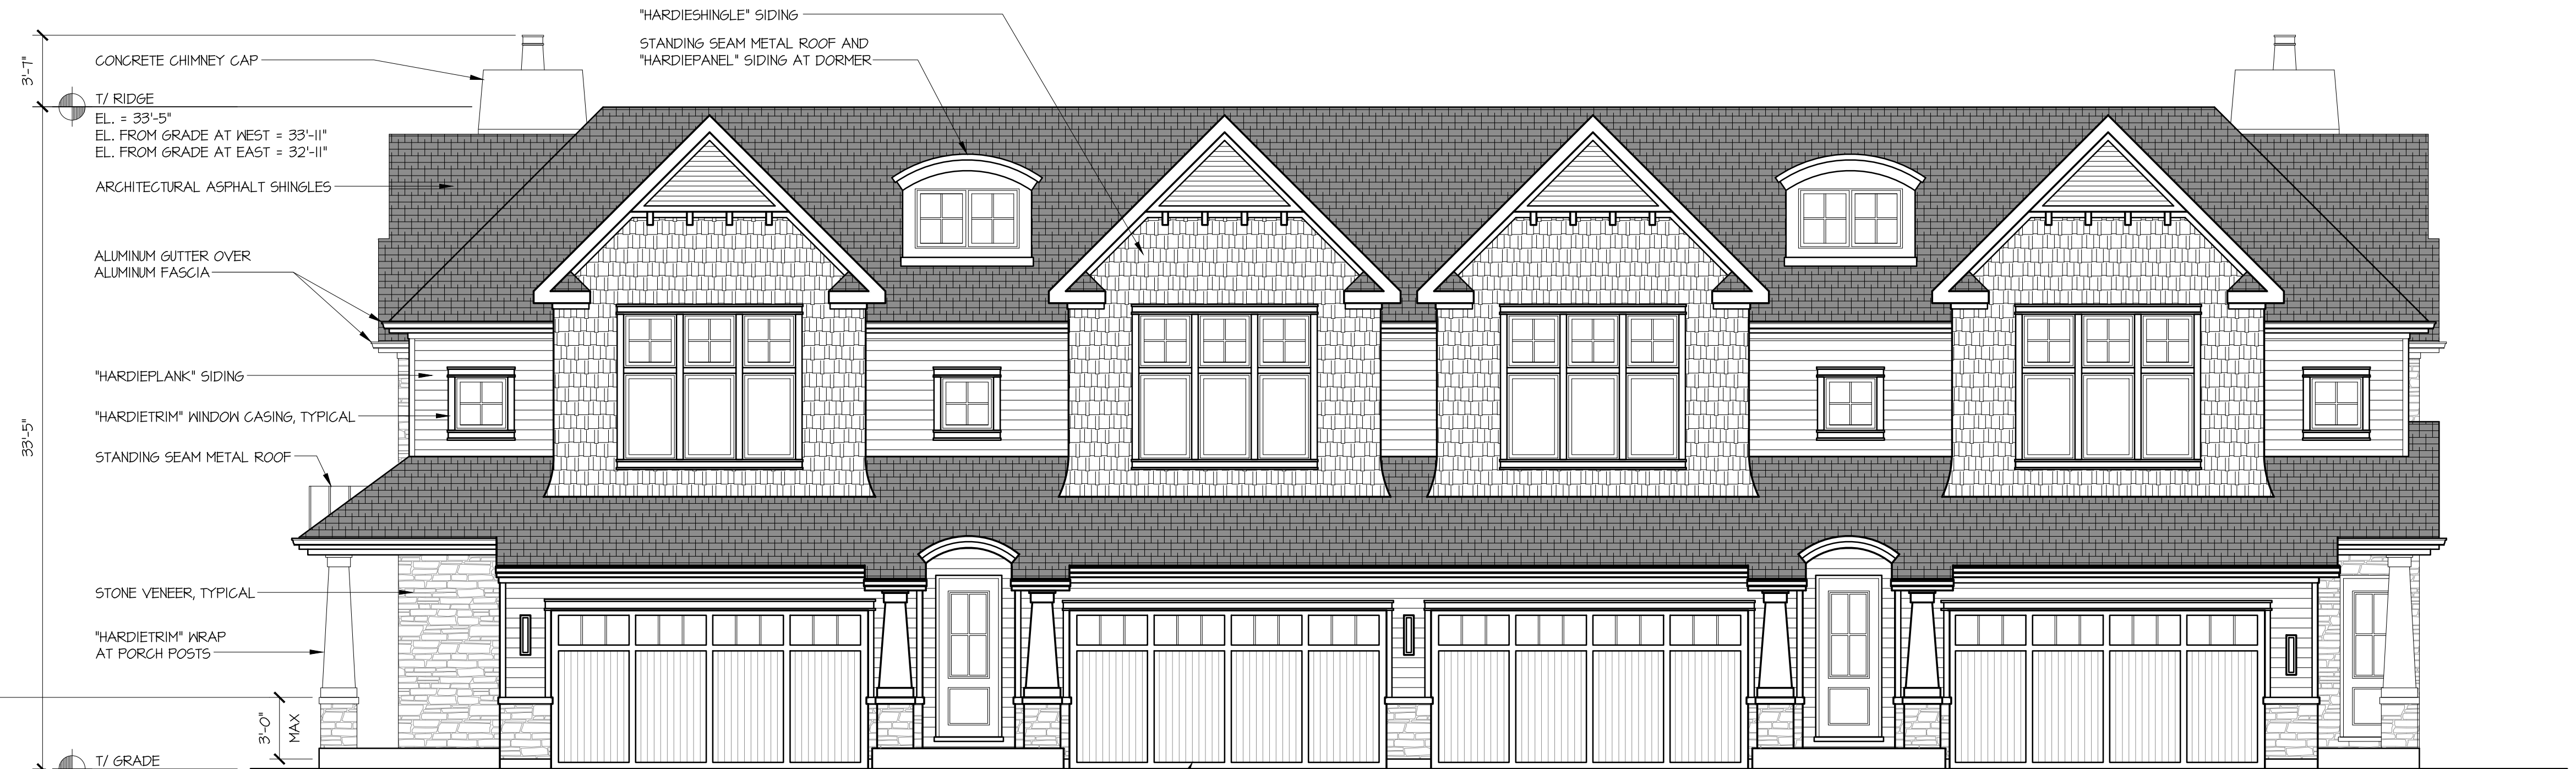 "HARDIESHINGLE" SIDING
STANDING SEAM METAL ROOF AND
"HARDIEPANEL" SIDING AT DORMER
3'-7"
CONCRETE CHIMNEY CAP
T/ RIDGE
EL. = 33'-5"
EL. FROM GRADE AT WEST = 33'-11"
EL. FROM GRADE AT EAST = 32'-11"
ARCHITECTURAL ASPHALT SHINGLES
ALUMINUM GUTTER OVER
ALUMINUM FASCIA
"HARDIEPLANK" SIDING
"HARDIETRIM" WINDOW CASING, TYPICAL
33'-5"
STANDING SEAM METAL ROOF
STONE VENEER, TYPICAL
"HARDIETRIM" WRAP
AT PORCH POSTS
3'-0"
MAX
T/ GRADE